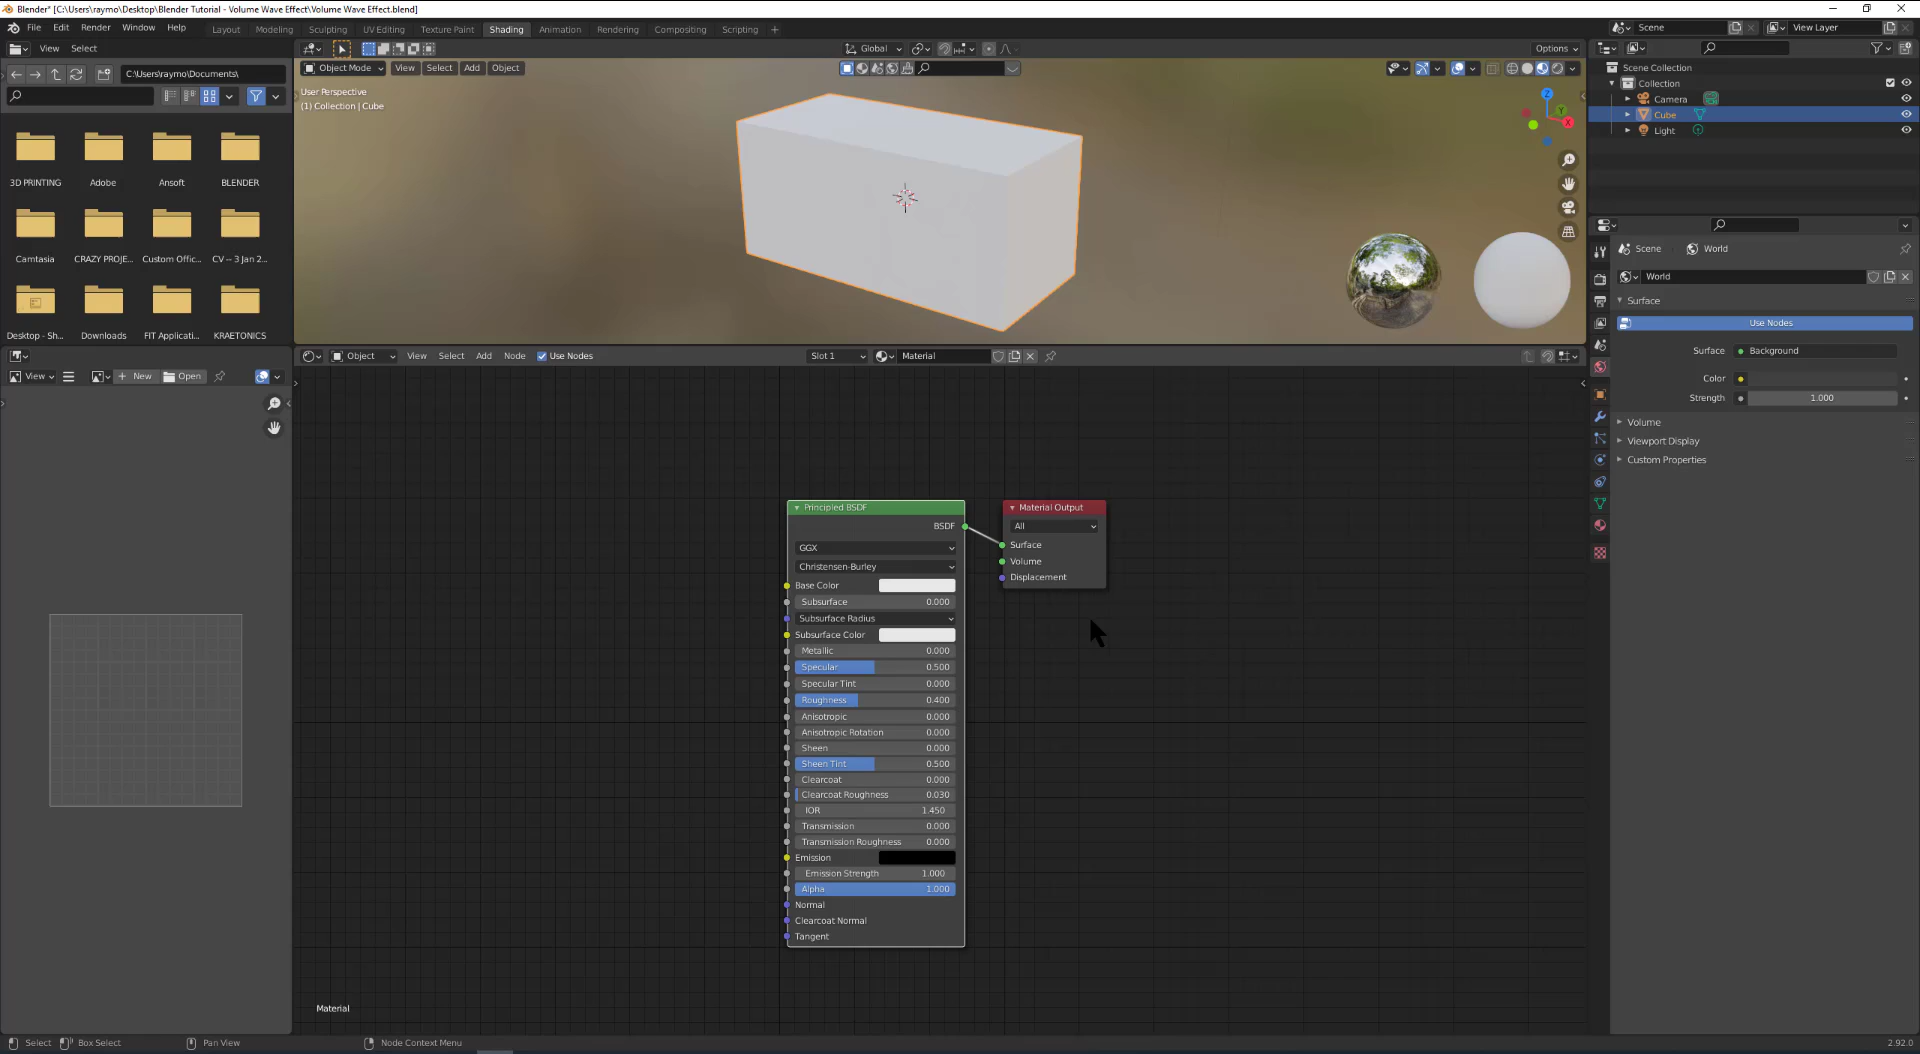 Blender* [C:\Users\raymo\Desktop\Blender Tutorial - Volume Wave Effect\Volume Wave Effect.blend]
File Edit Render Window Help Layout Modeling Sculpting UV Editing Texture Paint Shading Animation Rendering Compositing Scripting + Scene View Layer
View Select Global Options
C:\Users\raymo\Documents\ Object Mode View Select Add Object
User Perspective
(1) Collection | Cube
Scene Collection
Collection
Camera
Cube
Light
Z
Y
X
3D PRINTING Adobe Ansoft BLENDER
Camtasia CRAZY PROJE... Custom Offic... CV -- 3 Jan 2...
Desktop - Sh... Downloads FIT Applicati... KRAETONICS
Scene World
World
Surface
Use Nodes
Surface Background
Color
Strength 1.000
Volume
Viewport Display
Custom Properties
Object View Select Add Node Use Nodes Slot 1 Material
View + New Open
Principled BSDF
BSDF
GGX
Christensen-Burley
Base Color
Subsurface 0.000
Subsurface Radius
Subsurface Color
Metallic 0.000
Specular 0.500
Specular Tint 0.000
Roughness 0.400
Anisotropic 0.000
Anisotropic Rotation 0.000
Sheen 0.000
Sheen Tint 0.500
Clearcoat 0.000
Clearcoat Roughness 0.030
IOR 1.450
Transmission 0.000
Transmission Roughness 0.000
Emission
Emission Strength 1.000
Alpha 1.000
Normal
Clearcoat Normal
Tangent
Material Output
All
Surface
Volume
Displacement
Material
Select Box Select Pan View Node Context Menu 2.92.0